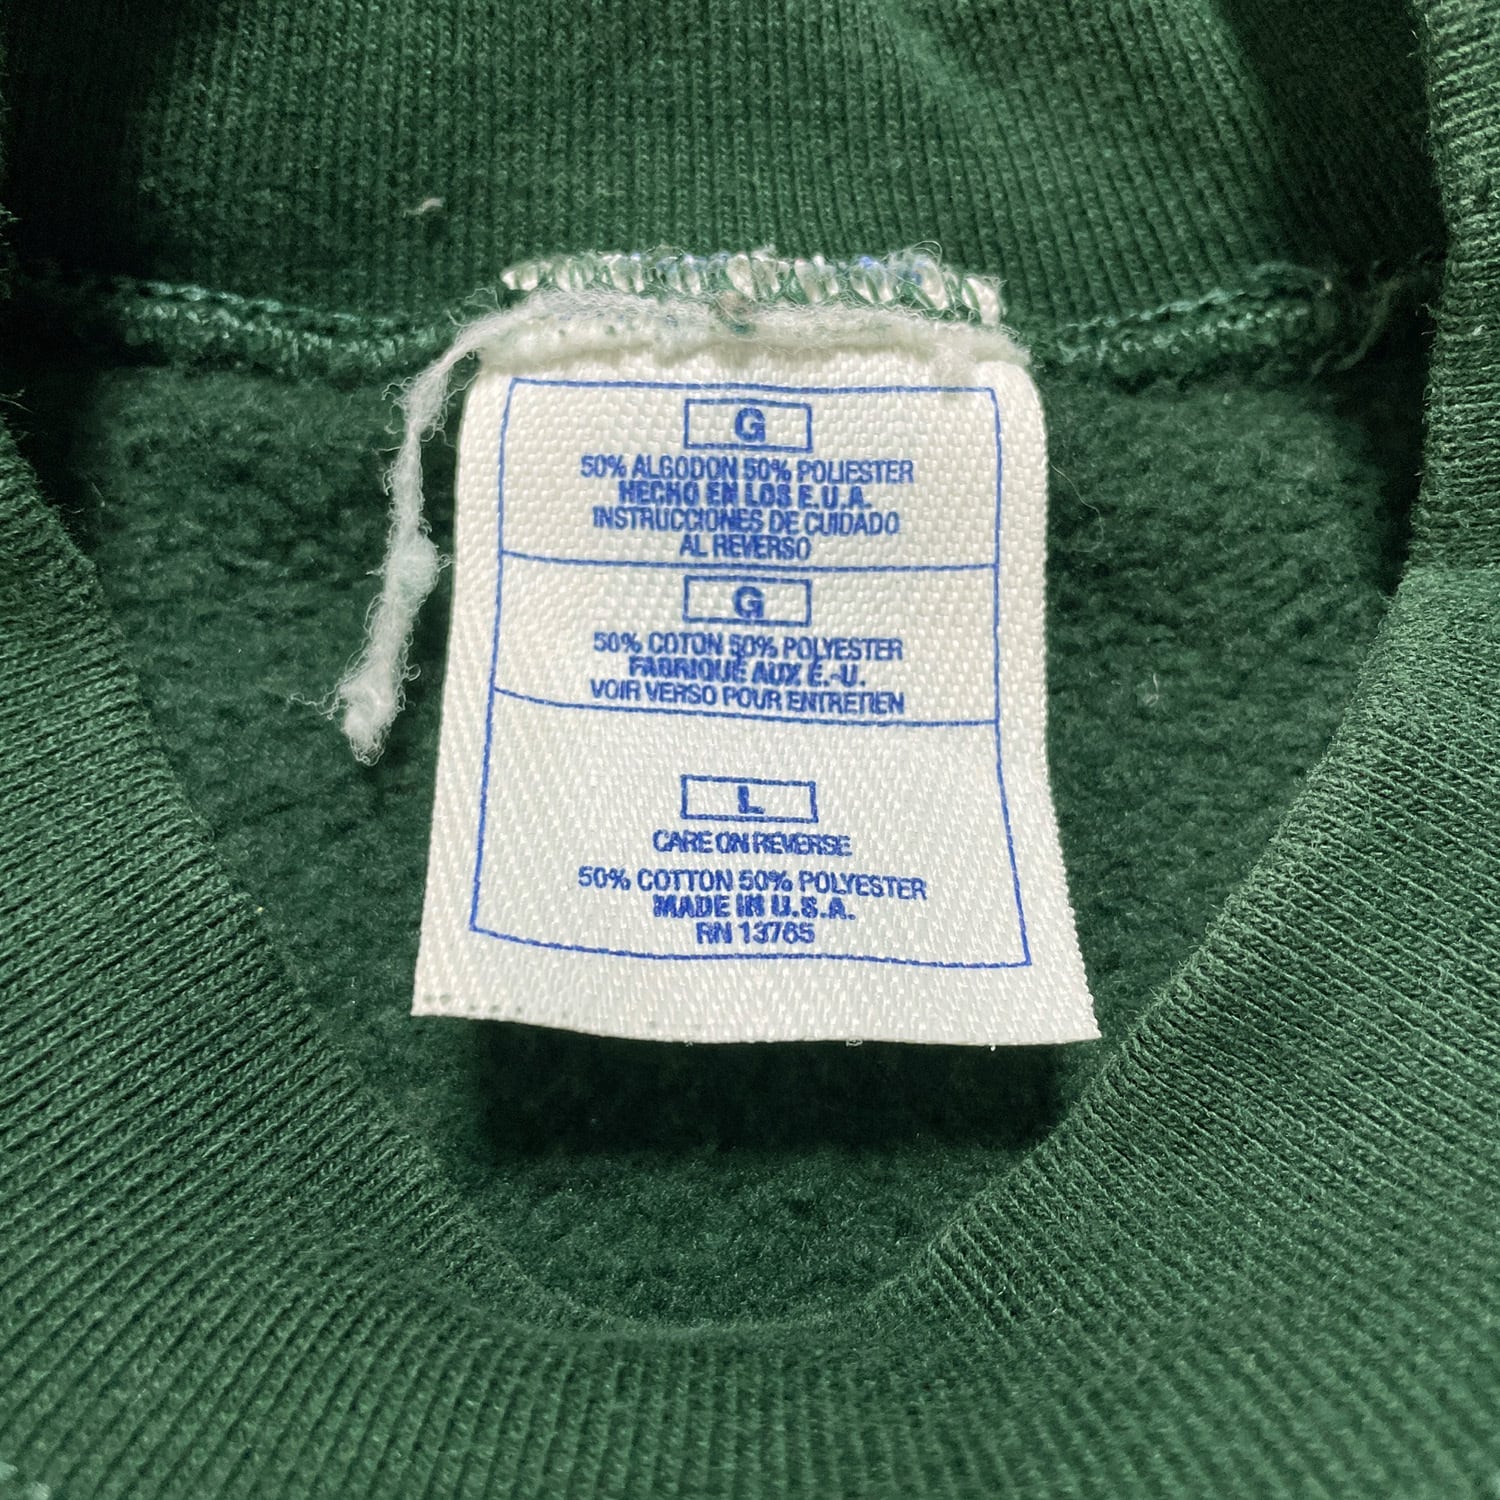 G
50% ALGODON 50% POLIESTER
HECHO EN LOS E.U.A.
INSTRUCCIONES DE CUIDADO
AL REVERSO
G
50% COTON 50% POLYESTER
FABRIQUÉ AUX É.-U.
VOIR VERSO POUR ENTRETIEN
L
CARE ON REVERSE
50% COTTON 50% POLYESTER
MADE IN U.S.A.
RN 13765